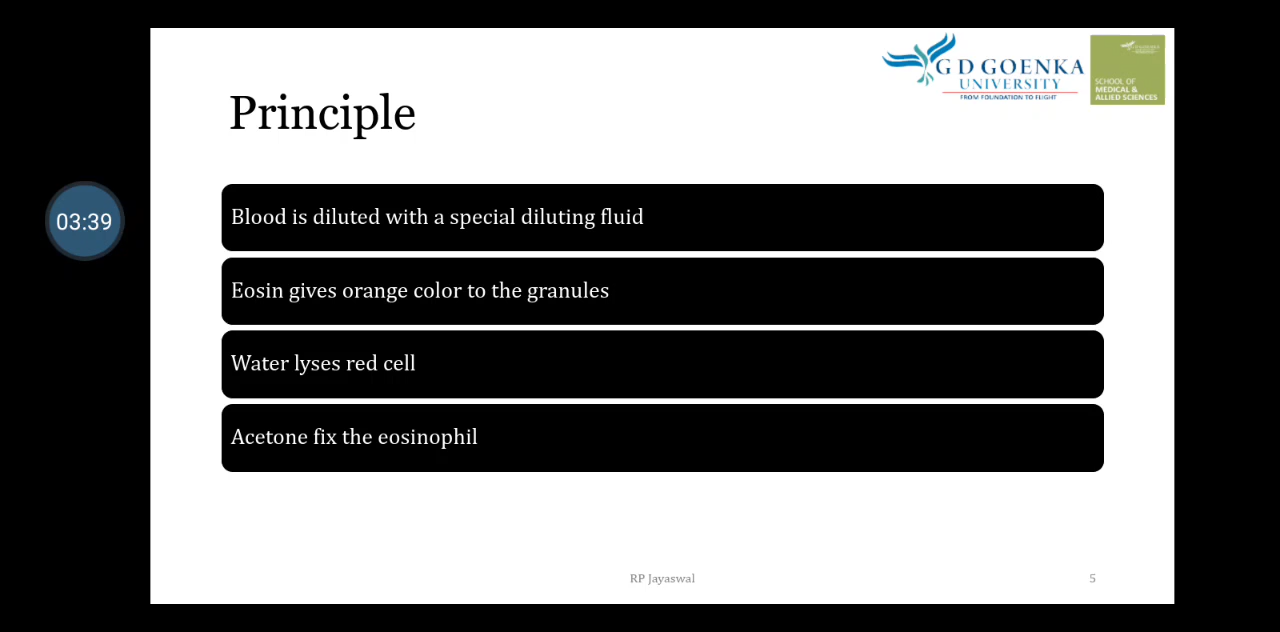 G D GOENKA
UNIVERSITY
FROM FOUNDATION TO FLIGHT
SCHOOL OF
MEDICAL &
ALLIED SCIENCES
Principle
03:39
Blood is diluted with a special diluting fluid
Eosin gives orange color to the granules
Water lyses red cell
Acetone fix the eosinophil
RP Jayaswal
5